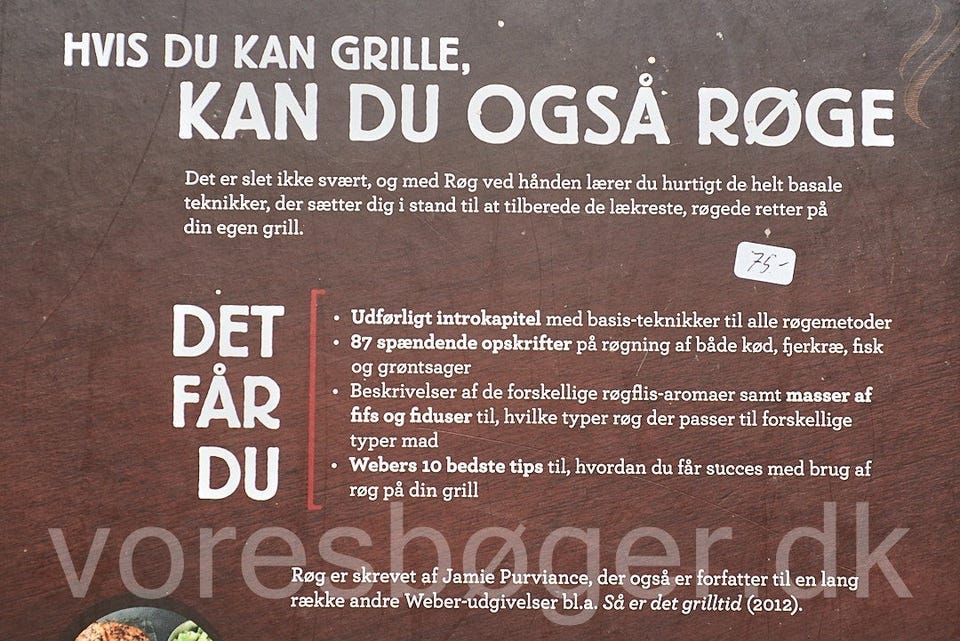 HVIS DU KAN GRILLE,
KAN DU OGSÅ RØGE
Det er slet ikke svært, og med Røg ved hånden lærer du hurtigt de helt basale
teknikker, der sætter dig i stand til at tilberede de lækreste, røgede retter på
din egen grill.
75,-
DET
FÅR
DU
• Udførligt introkapitel med basis-teknikker til alle røgemetoder
• 87 spændende opskrifter på røgning af både kød, fjerkræ, fisk
og grøntsager
• Beskrivelser af de forskellige røgflis-aromaer samt masser af
fifs og fiduser til, hvilke typer røg der passer til forskellige
typer mad
• Webers 10 bedste tips til, hvordan du får succes med brug af
røg på din grill
voresbøger.dk
Røg er skrevet af Jamie Purviance, der også er forfatter til en lang
række andre Weber-udgivelser bl.a. Så er det grilltid (2012).